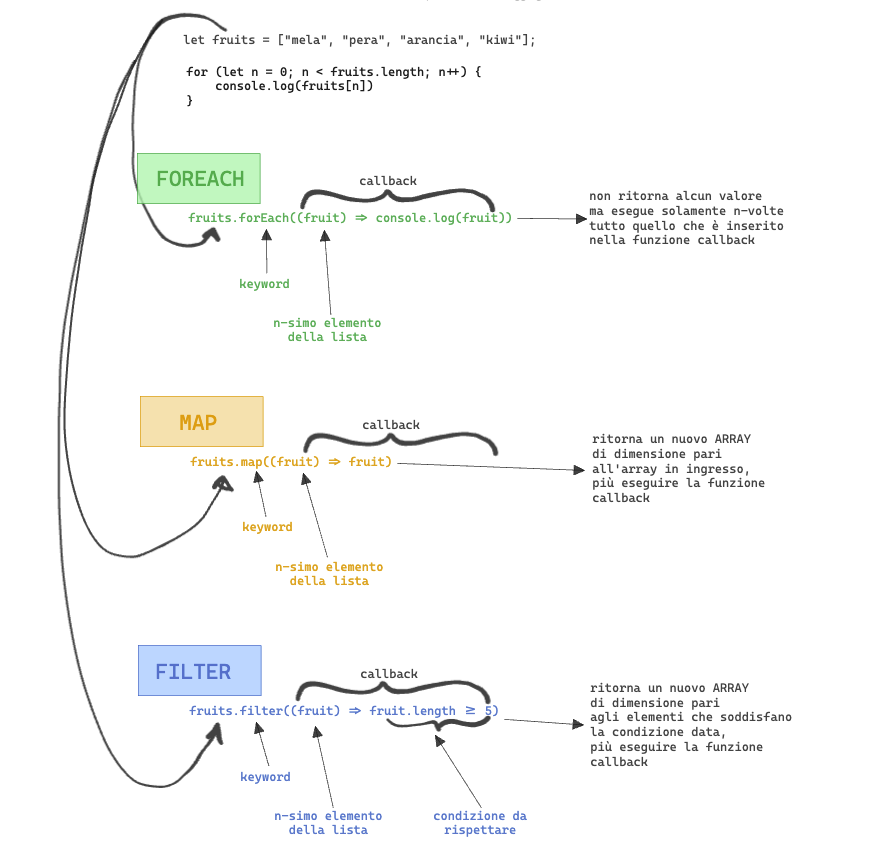 let fruits = ["mela", "pera", "arancia", "kiwi"];
for (let n = 0; n < fruits.length; n++) {
console.log(fruits[n])
}
FOREACH
callback
fruits.forEach((fruit) => console.log(fruit))
non ritorna alcun valore
ma esegue solamente n-volte
tutto quello che è inserito
nella funzione callback
keyword
n-simo elemento
della lista
MAP
callback
fruits.map((fruit) => fruit)
ritorna un nuovo ARRAY
di dimensione pari
all'array in ingresso,
più eseguire la funzione
callback
keyword
n-simo elemento
della lista
FILTER
callback
fruits.filter((fruit) => fruit.length ≥ 5)
ritorna un nuovo ARRAY
di dimensione pari
agli elementi che soddisfano
la condizione data,
più eseguire la funzione
callback
keyword
n-simo elemento
della lista
condizione da
rispettare